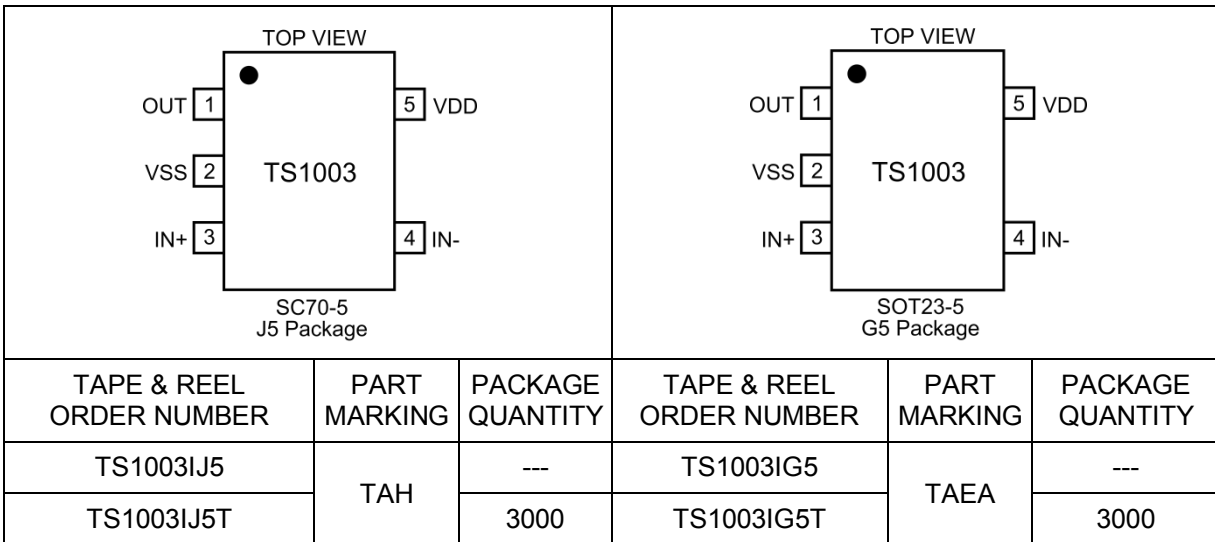 TOP VIEW
OUT 1
5 VDD
VSS 2
TS1003
IN+ 3
4 IN-
SC70-5
J5 Package
TOP VIEW
OUT 1
5 VDD
VSS 2
TS1003
IN+ 3
4 IN-
SOT23-5
G5 Package
TAPE & REEL
ORDER NUMBER
PART
MARKING
PACKAGE
QUANTITY
TAPE & REEL
ORDER NUMBER
PART
MARKING
PACKAGE
QUANTITY
TS1003IJ5
TAH
---
TS1003IG5
TAEA
---
TS1003IJ5T
3000
TS1003IG5T
3000